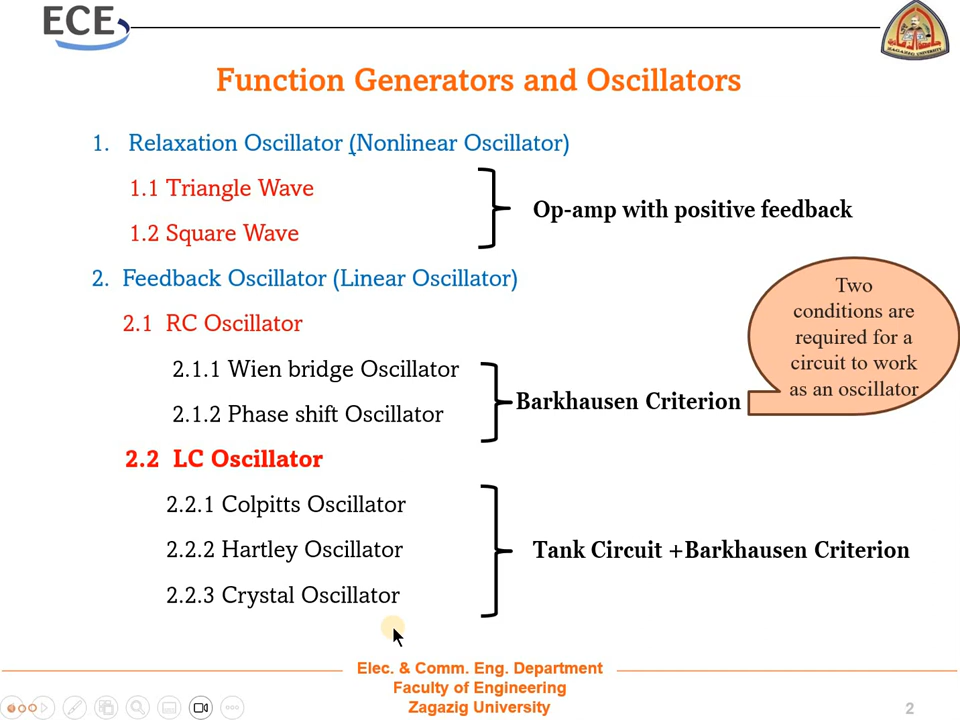 ECE
ZAGAZIG UNIVERSITY
Function Generators and Oscillators
1. Relaxation Oscillator (Nonlinear Oscillator)
1.1 Triangle Wave
1.2 Square Wave
Op-amp with positive feedback
2. Feedback Oscillator (Linear Oscillator)
2.1 RC Oscillator
2.1.1 Wien bridge Oscillator
2.1.2 Phase shift Oscillator
Barkhausen Criterion
Two
conditions are
required for a
circuit to work
as an oscillator
2.2 LC Oscillator
2.2.1 Colpitts Oscillator
2.2.2 Hartley Oscillator
2.2.3 Crystal Oscillator
Tank Circuit +Barkhausen Criterion
Elec. & Comm. Eng. Department
Faculty of Engineering
Zagazig University
2